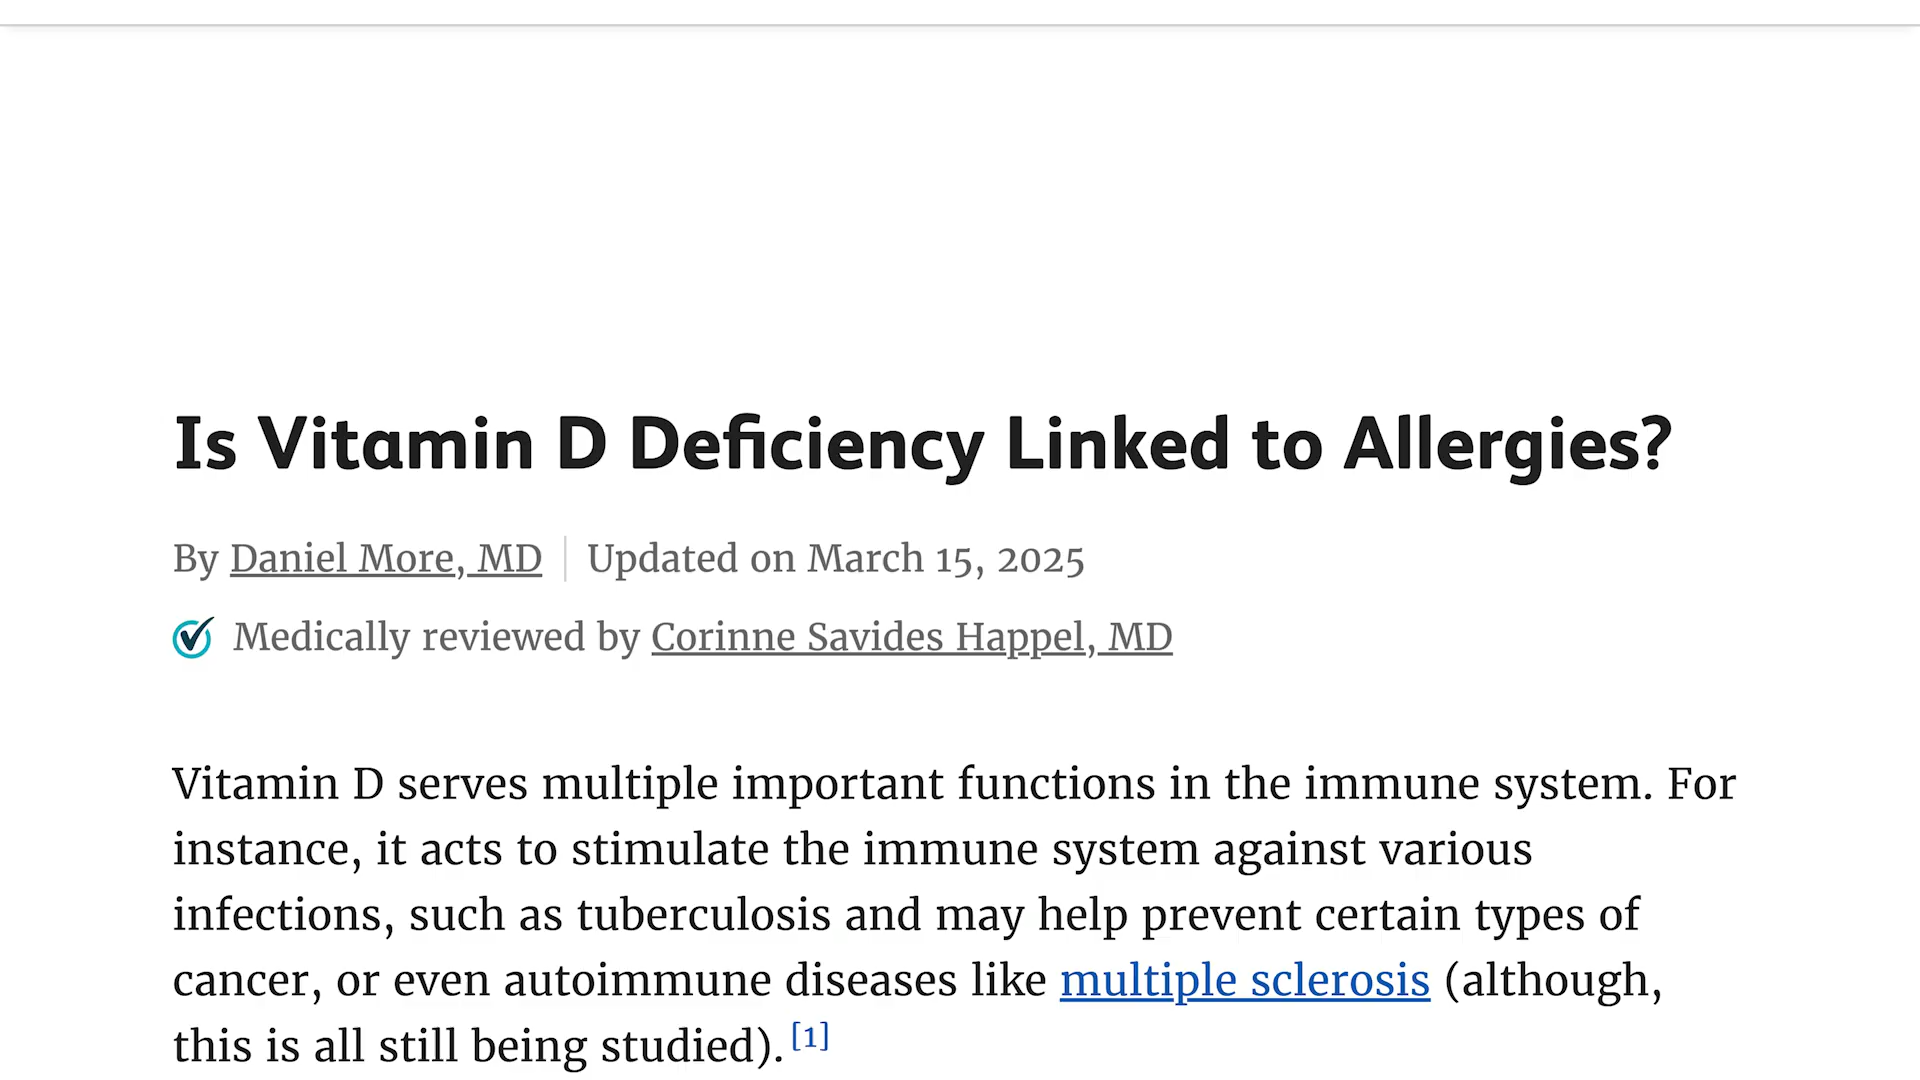 Is Vitamin D Deficiency Linked to Allergies?
By Daniel More, MD | Updated on March 15, 2025
Medically reviewed by Corinne Savides Happel, MD
Vitamin D serves multiple important functions in the immune system. For
instance, it acts to stimulate the immune system against various
infections, such as tuberculosis and may help prevent certain types of
cancer, or even autoimmune diseases like multiple sclerosis (although,
this is all still being studied). [1]